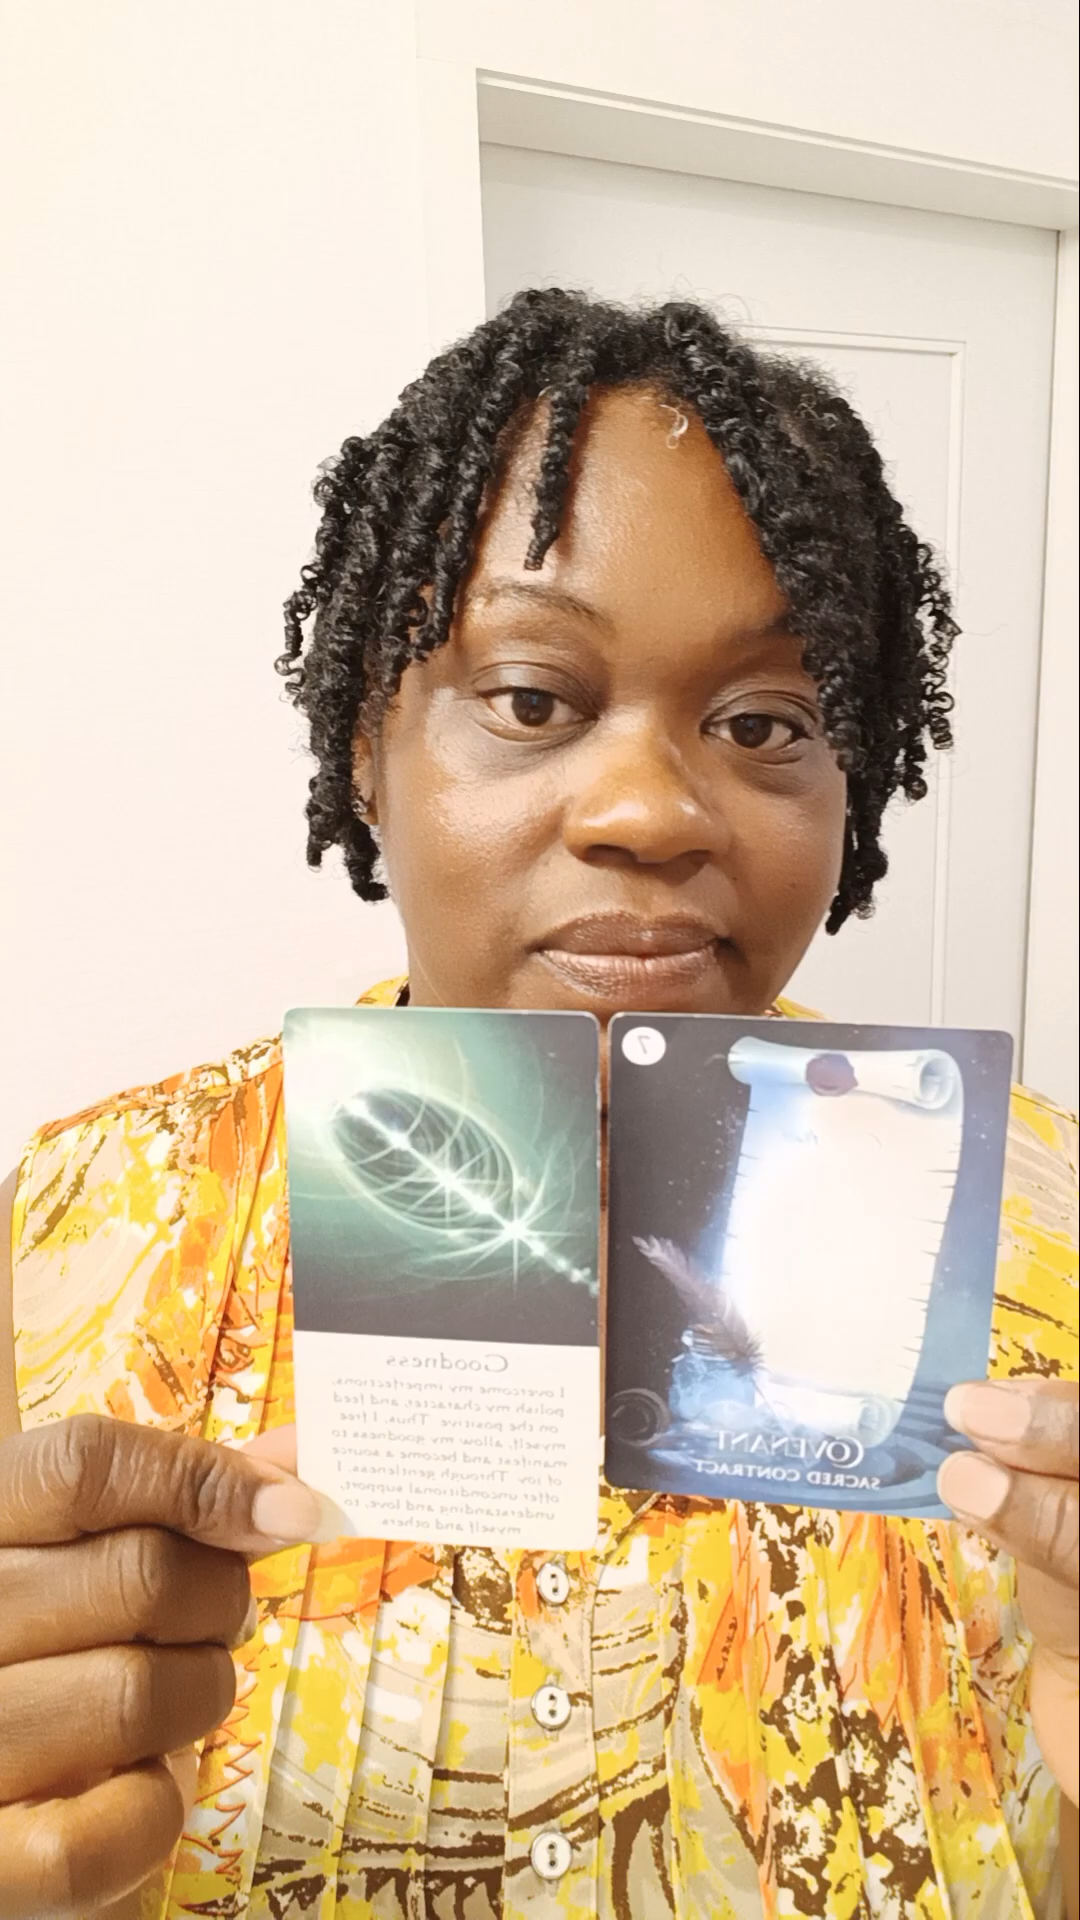 Goodness
I overcome my imperfections,
polish my character, and feed
on the positive. Thus, I free
myself, allow my goodness to
manifest and become a source
of joy. Through gentleness, I
offer unconditional support,
understanding and love, to
myself and others.
7
COVENANT
SACRED CONTRACT